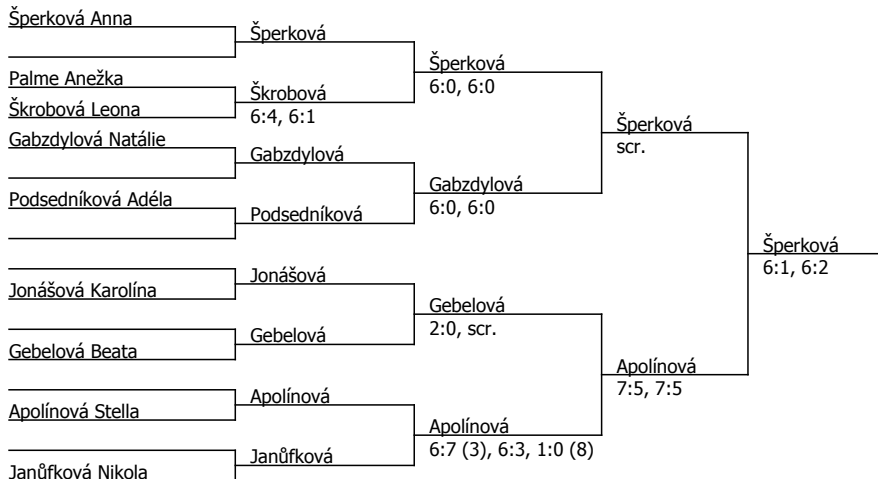 Šperková Anna
Palme Anežka
Škrobová Leona
Gabzdylová Natálie
Podsedníková Adéla
Jonášová Karolína
Gebelová Beata
Apolínová Stella
Janůfková Nikola
Šperková
Škrobová
6:4, 6:1
Gabzdylová
Podsedníková
Jonášová
Gebelová
Apolínová
Janůfková
Šperková
6:0, 6:0
Gabzdylová
6:0, 6:0
Gebelová
2:0, scr.
Apolínová
6:7 (3), 6:3, 1:0 (8)
Šperková
scr.
Apolínová
7:5, 7:5
Šperková
6:1, 6:2